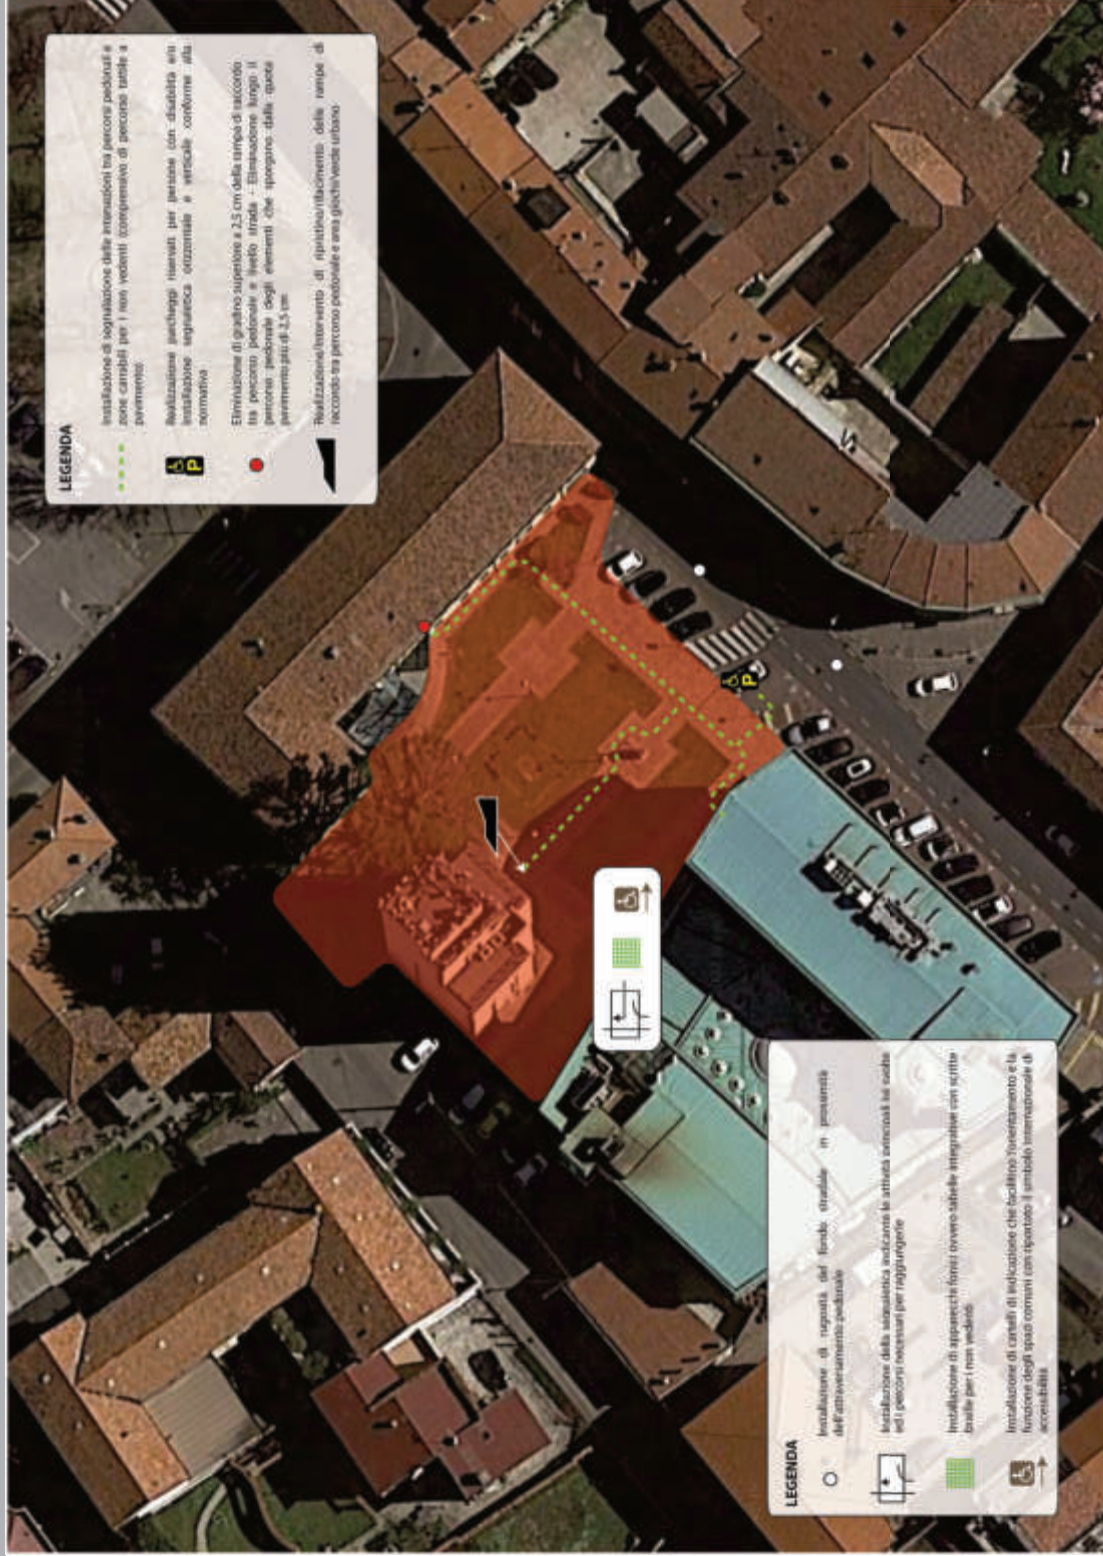 LEGENDA
Installazione di segnalazione delle intersezioni tra percorsi pedonali e
zone carrabili per i non vedenti (comprensivo di percorso tattile a
pavimento)
P
Realizzazione parcheggi riservati per persone con disabilità e/o
installazione segnaletica orizzontale e verticale conforme alla
normativa
Eliminazione di gradino superiore a 2,5 cm della rampa di raccordo
tra percorso pedonale e livello strada - Eliminazione lungo il
percorso pedonale degli elementi che sporgono dalla quota
pavimento più di 2,5 cm
Realizzazione/intervento di ripristino/rifacimento delle rampe di
raccordo tra percorso pedonale e area giochi/verde urbano
P
LEGENDA
Installazione di rugosità del fondo stradale in prossimità
dell'attraversamento pedonale
Installazione della segnaletica indicante le attività principali ivi svolte
ed i percorsi necessari per raggiungerle
Installazione di apparecchi fonici ovvero tabelle integrative con scritte
braille per i non vedenti
Installazione di cartelli di indicazione che facilitino l'orientamento e la
fruizione degli spazi comuni con riportato il simbolo internazionale di
accessibilità